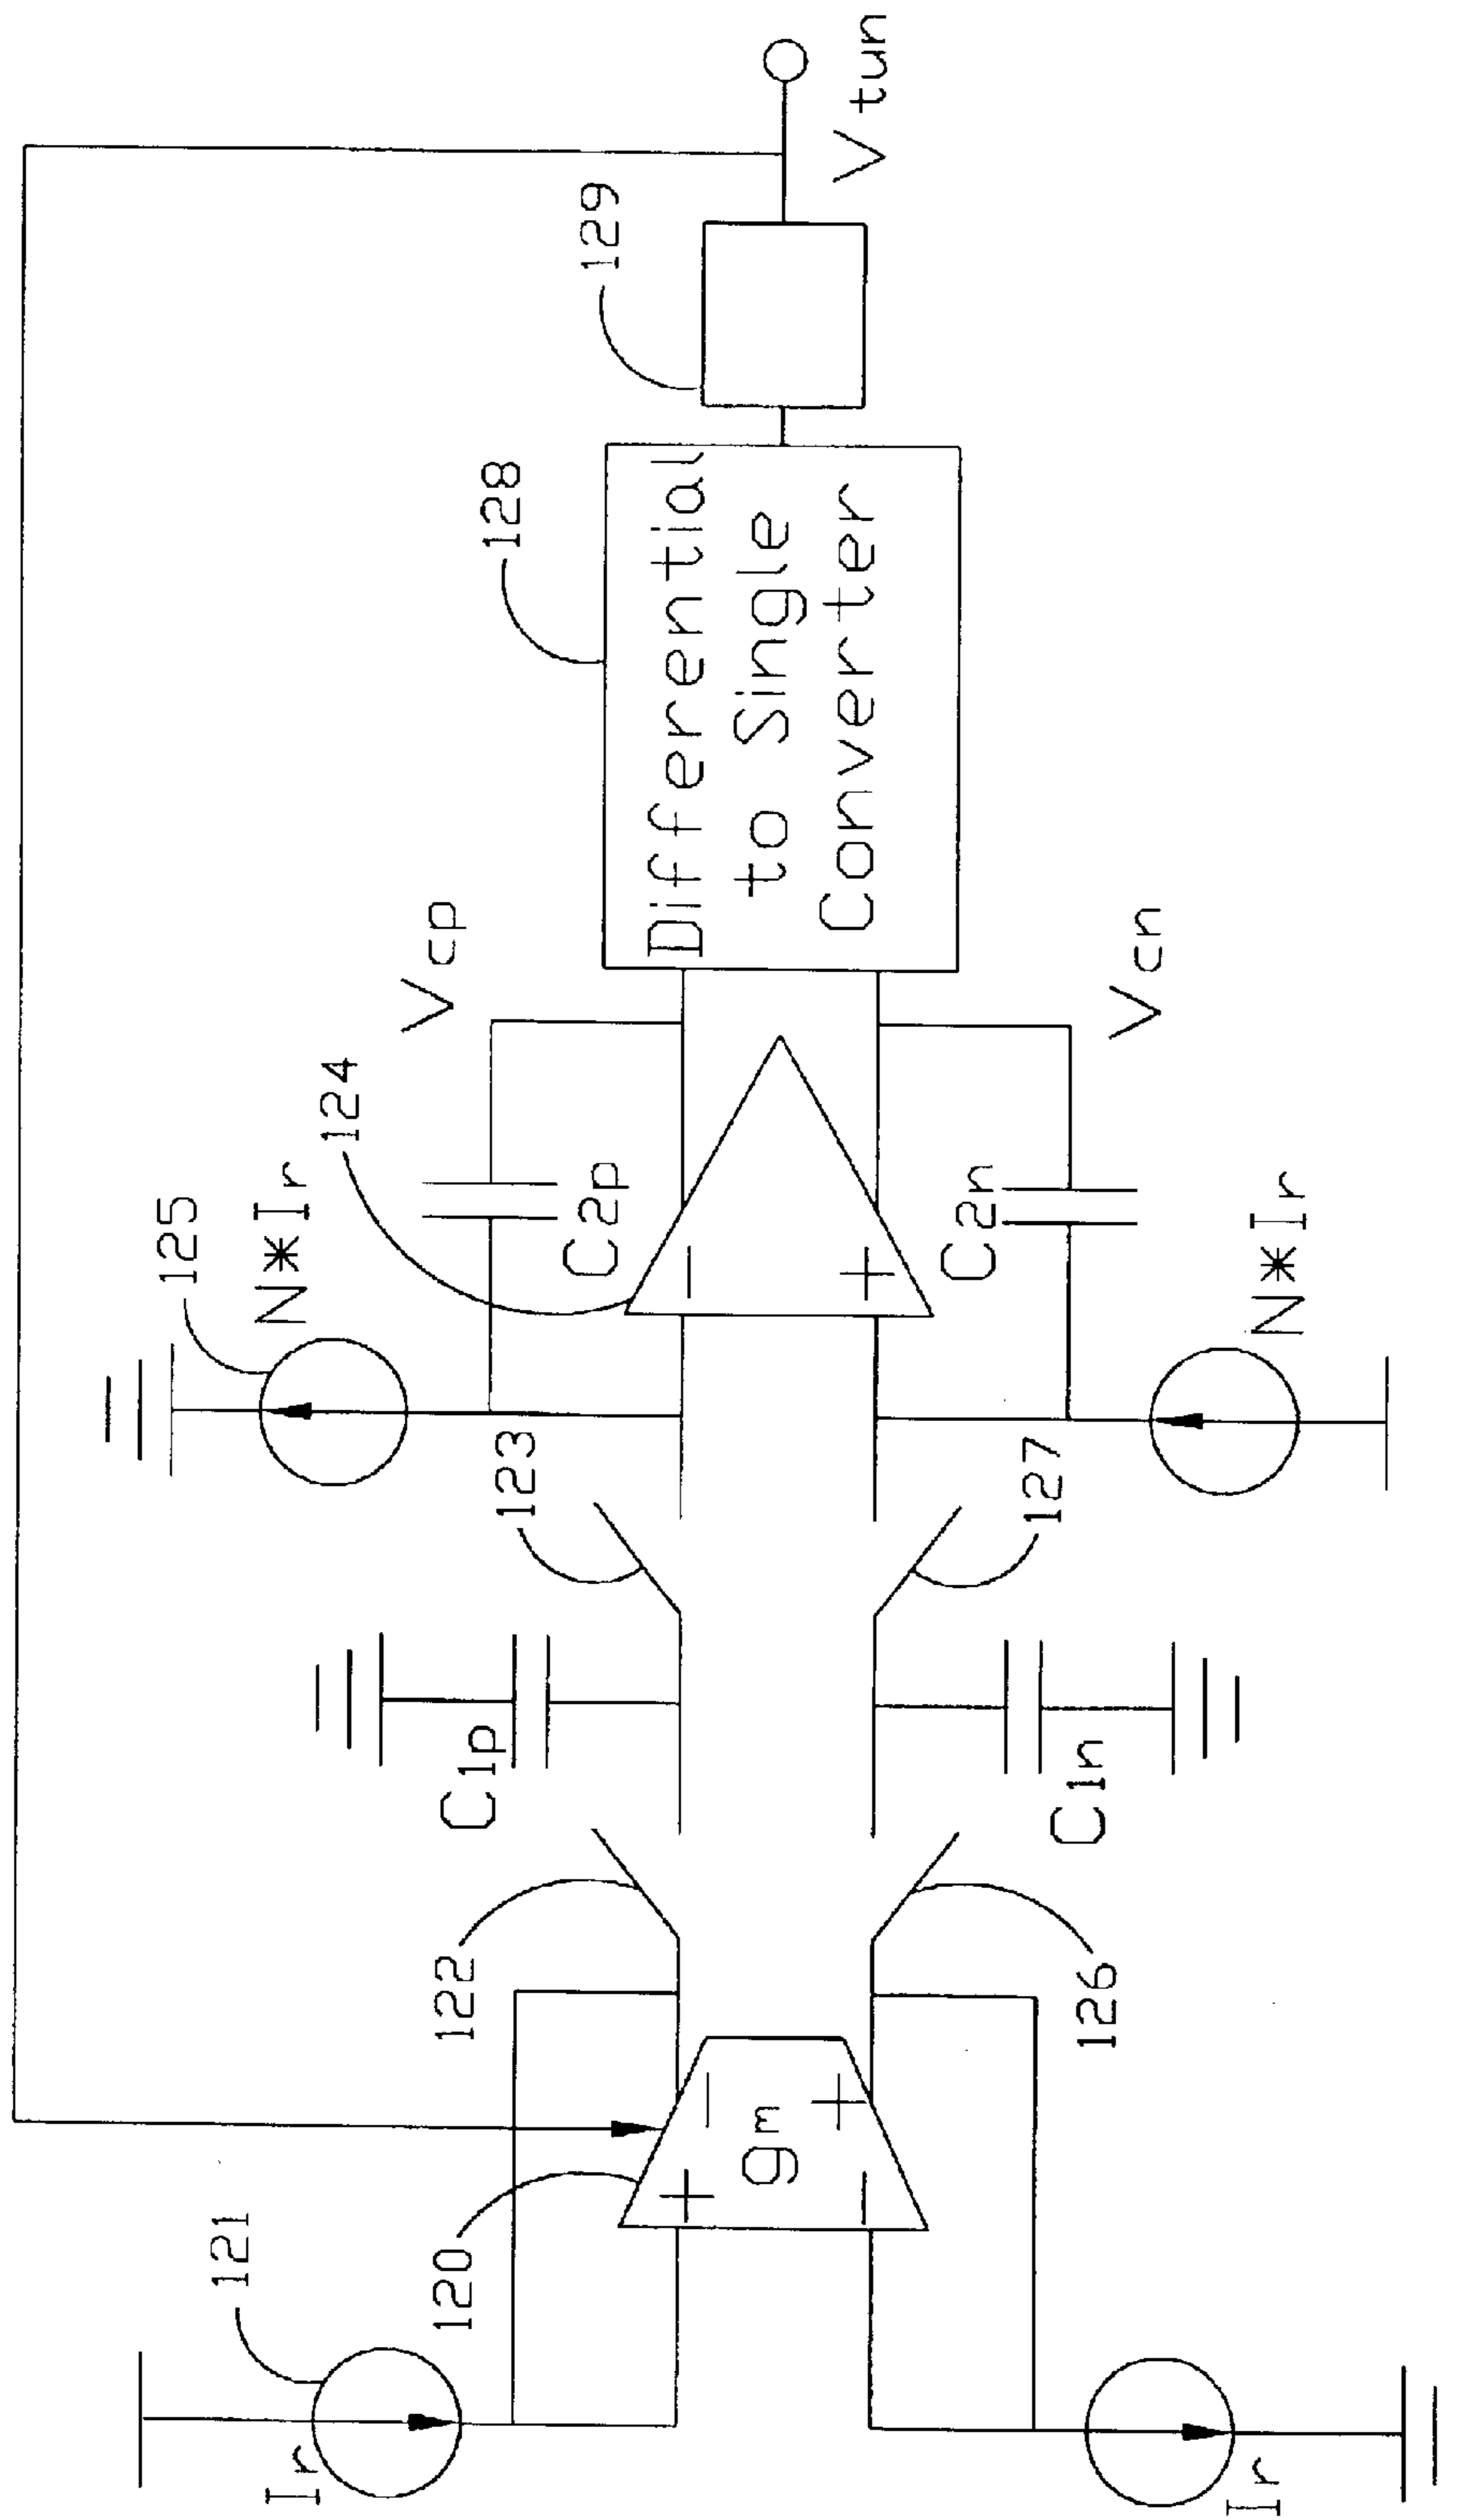 Ir
121
120
gm
+
-
-
+
Ir
122
126
C1p
C1n
123
127
125
N*Ir
124
C2p
-
+
C2n
N*Ir
Vcp
Vcn
128
Differential
to Single
Converter
129
Vtun